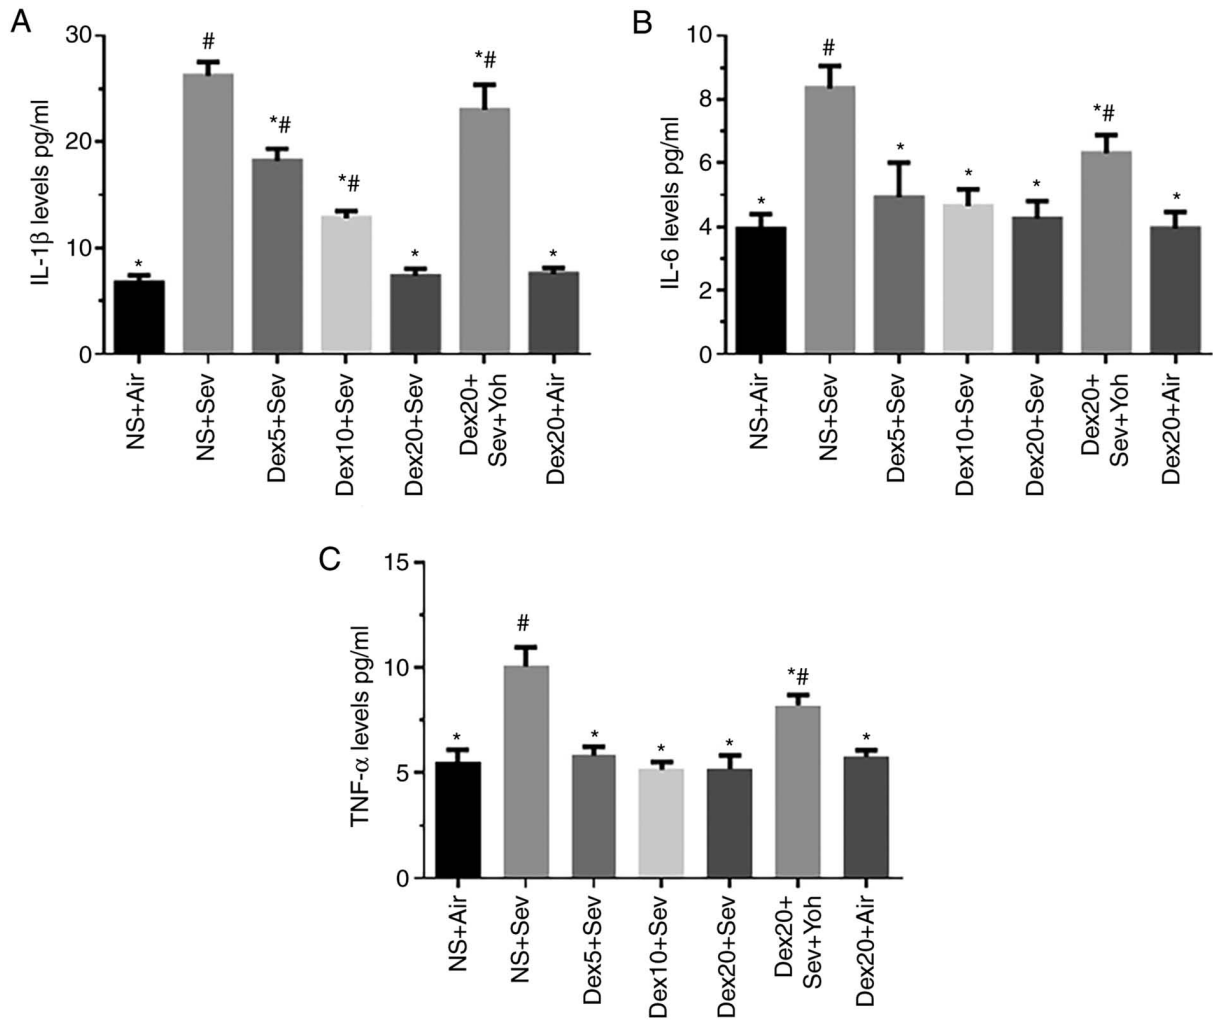 A
IL-1β levels pg/ml
30
20
10
0
*
#
*#
*#
*
*#
*
NS+Air
NS+Sev
Dex5+Sev
Dex10+Sev
Dex20+Sev
Dex20+
Sev+Yoh
Dex20+Air
B
IL-6 levels pg/ml
10
8
6
4
2
0
*
#
*
*
*
*#
*
NS+Air
NS+Sev
Dex5+Sev
Dex10+Sev
Dex20+Sev
Dex20+
Sev+Yoh
Dex20+Air
C
TNF-α levels pg/ml
15
10
5
0
*
#
*
*
*
*#
*
NS+Air
NS+Sev
Dex5+Sev
Dex10+Sev
Dex20+Sev
Dex20+
Sev+Yoh
Dex20+Air